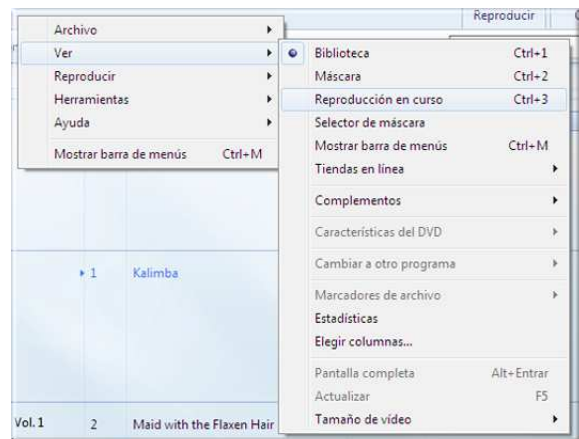 Reproducir
Archivo
Ver
Reproducir
Herramientas
Ayuda
Mostrar barra de menús Ctrl+M
Biblioteca Ctrl+1
Máscara Ctrl+2
Reproducción en curso Ctrl+3
Selector de máscara
Mostrar barra de menús Ctrl+M
Tiendas en línea
Complementos
Características del DVD
Cambiar a otro programa
Marcadores de archivo
Estadísticas
Elegir columnas...
Pantalla completa Alt+Entrar
Actualizar F5
Tamaño de vídeo
1 Kalimba
Vol. 1 2 Maid with the Flaxen Hair